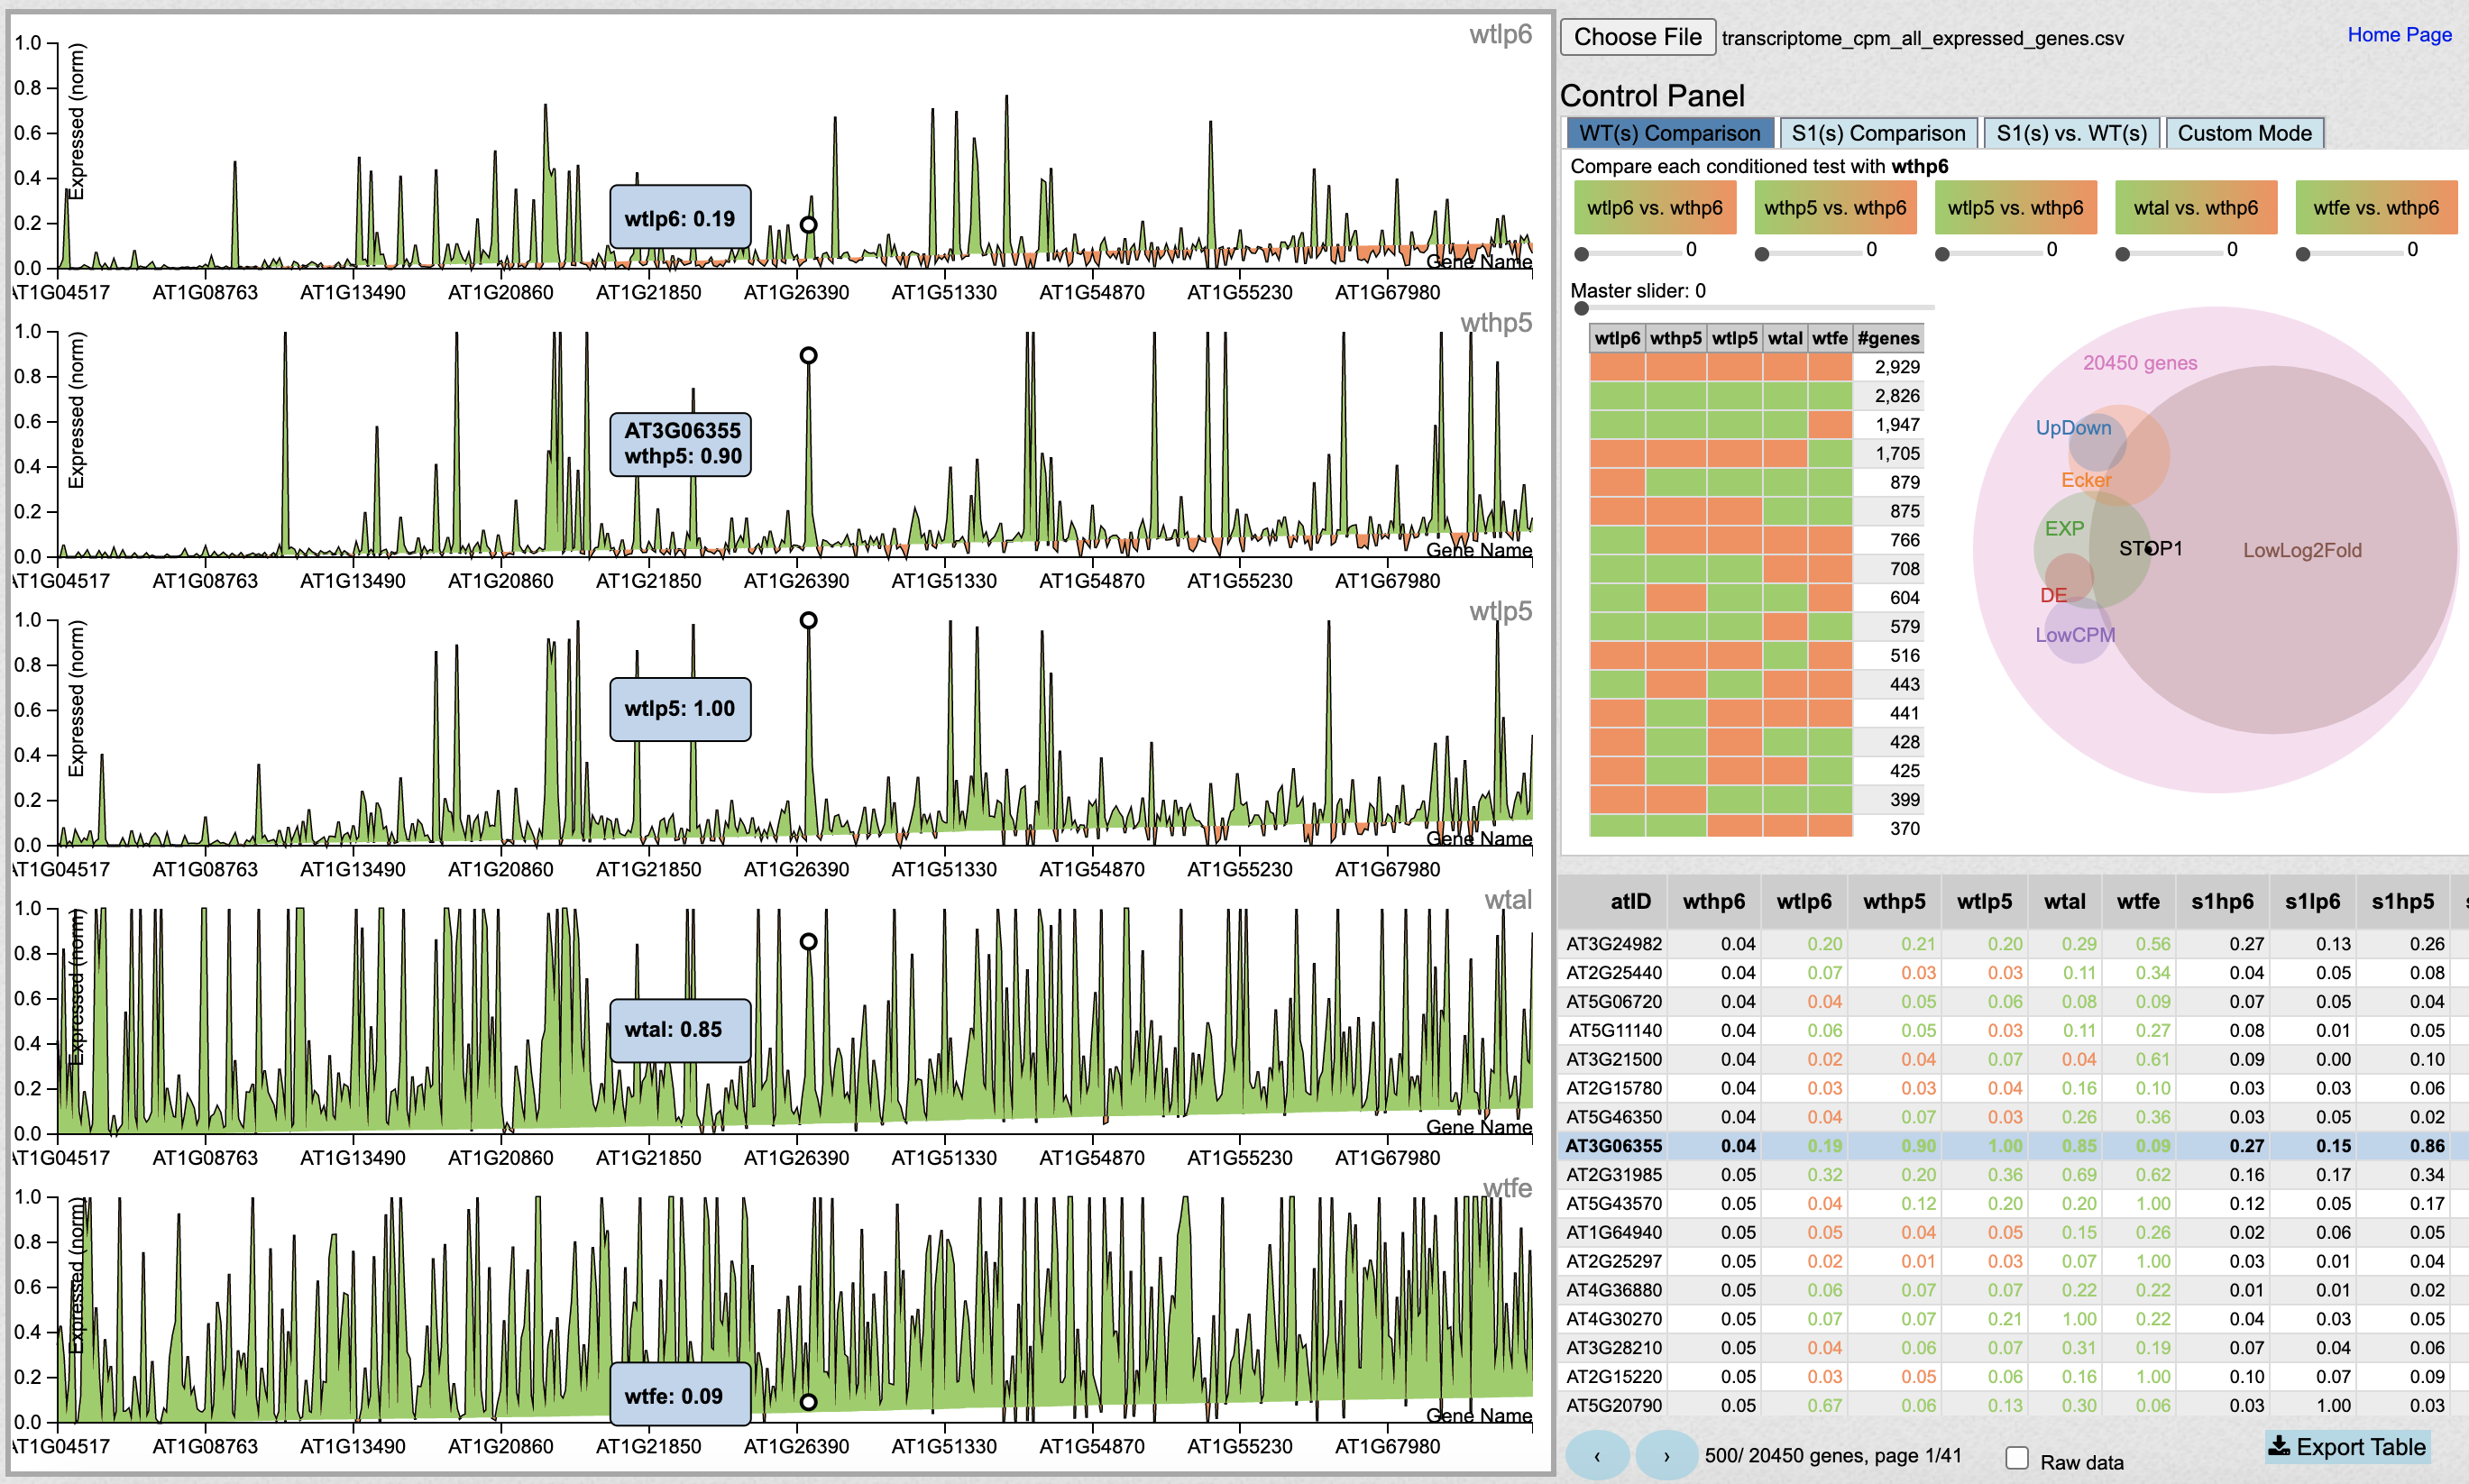 wtlp6
Expressed (norm)
1.0
0.8
0.6
0.4
0.2
0.0
wtlp6: 0.19
Gene Name
AT1G08763 AT1G13490 AT1G20860 AT1G21850 AT1G26390 AT1G51330 AT1G54870 AT1G55230 AT1G67980
wthp5
Expressed (norm)
1.0
0.8
0.6
0.4
0.2
0.0
AT3G06355
wthp5: 0.90
Gene Name
AT1G08763 AT1G13490 AT1G20860 AT1G21850 AT1G26390 AT1G51330 AT1G54870 AT1G55230 AT1G67980
wtlp5
Expressed (norm)
1.0
0.8
0.6
0.4
0.2
0.0
wtlp5: 1.00
Gene Name
AT1G08763 AT1G13490 AT1G20860 AT1G21850 AT1G26390 AT1G51330 AT1G54870 AT1G55230 AT1G67980
wtal
Expressed (norm)
1.0
0.8
0.6
0.4
0.2
0.0
wtal: 0.85
Gene Name
AT1G08763 AT1G13490 AT1G20860 AT1G21850 AT1G26390 AT1G51330 AT1G54870 AT1G55230 AT1G67980
wtfe
Expressed (norm)
1.0
0.8
0.6
0.4
0.2
0.0
wtfe: 0.09
Gene Name
AT1G08763 AT1G13490 AT1G20860 AT1G21850 AT1G26390 AT1G51330 AT1G54870 AT1G55230 AT1G67980
Choose File transcriptome_cpm_all_expressed_genes.csv Home Page
Control Panel
WT(s) Comparison S1(s) Comparison S1(s) vs. WT(s) Custom Mode
Compare each conditioned test with wthp6
wtlp6 vs. wthp6 wthp5 vs. wthp6 wtlp5 vs. wthp6 wtal vs. wthp6 wtfe vs. wthp6
0 0 0 0 0
Master slider: 0
wtlp6 wthp5 wtlp5 wtal wtfe #genes
2,929
2,826
1,947
1,705
879
875
766
708
604
579
516
443
441
428
425
399
370
20450 genes
UpDown
Ecker
EXP
STOP1
LowLog2Fold
DE
LowCPM
atID wthp6 wtlp6 wthp5 wtlp5 wtal wtfe s1hp6 s1lp6 s1hp5
AT3G24982 0.04 0.20 0.21 0.20 0.29 0.56 0.27 0.13 0.26
AT2G25440 0.04 0.07 0.03 0.03 0.11 0.34 0.04 0.05 0.08
AT5G06720 0.04 0.04 0.05 0.06 0.08 0.09 0.07 0.05 0.04
AT5G11140 0.04 0.06 0.05 0.03 0.11 0.27 0.08 0.01 0.05
AT3G21500 0.04 0.02 0.04 0.07 0.04 0.61 0.09 0.00 0.10
AT2G15780 0.04 0.03 0.03 0.04 0.16 0.10 0.03 0.03 0.06
AT5G46350 0.04 0.04 0.07 0.03 0.26 0.36 0.03 0.05 0.02
AT3G06355 0.04 0.19 0.90 1.00 0.85 0.09 0.27 0.15 0.86
AT2G31985 0.05 0.32 0.20 0.36 0.69 0.62 0.16 0.17 0.34
AT5G43570 0.05 0.04 0.12 0.20 0.20 1.00 0.12 0.05 0.17
AT1G64940 0.05 0.05 0.04 0.05 0.15 0.26 0.02 0.06 0.05
AT2G25297 0.05 0.02 0.01 0.03 0.07 1.00 0.03 0.01 0.04
AT4G36880 0.05 0.06 0.07 0.07 0.22 0.22 0.01 0.01 0.02
AT4G30270 0.05 0.07 0.07 0.21 1.00 0.22 0.04 0.03 0.05
AT3G28210 0.05 0.04 0.06 0.07 0.31 0.19 0.07 0.04 0.06
AT2G15220 0.05 0.03 0.05 0.06 0.16 1.00 0.10 0.07 0.09
AT5G20790 0.05 0.67 0.06 0.13 0.30 0.06 0.03 1.00 0.03
‹ › 500/ 20450 genes, page 1/41 Raw data Export Table